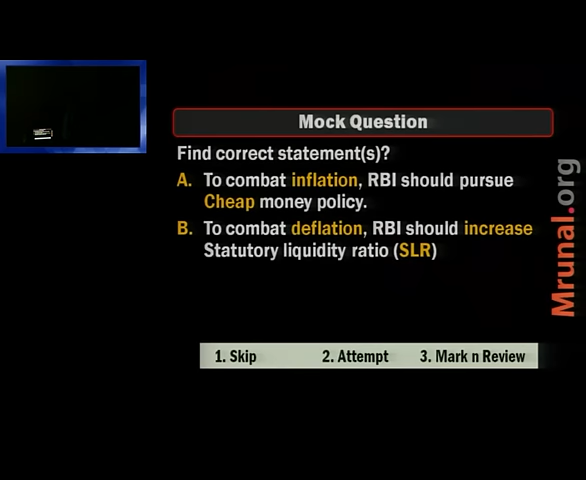 Mock Question
Find correct statement(s)?
A. To combat inflation, RBI should pursue
Cheap money policy.
B. To combat deflation, RBI should increase
Statutory liquidity ratio (SLR)
1. Skip 2. Attempt 3. Mark n Review
Mrunal.org